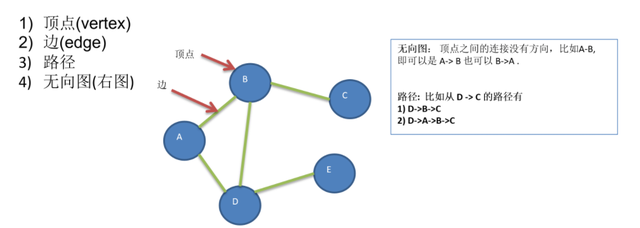 1) 顶点(vertex)
2) 边(edge)
3) 路径
4) 无向图(右图)
顶点
边
B
C
A
E
D
无向图： 顶点之间的连接没有方向，比如A-B,
即可以是 A-> B 也可以 B->A .
路径: 比如从 D -> C 的路径有
1) D->B->C
2) D->A->B->C